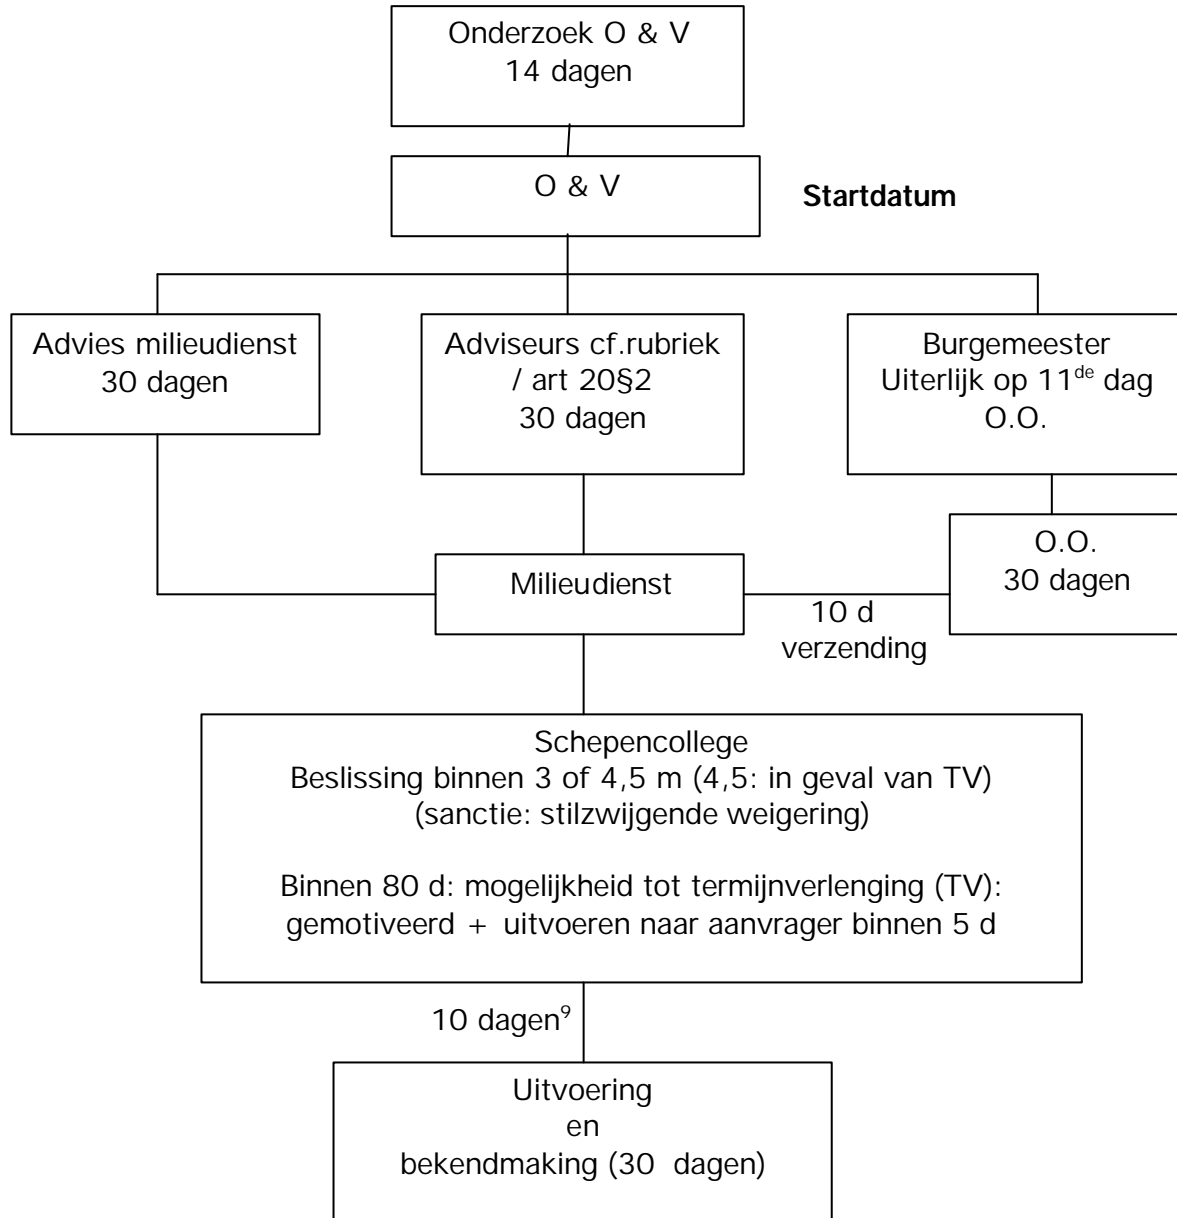 Onderzoek O & V
14 dagen
O & V
Startdatum
Advies milieudienst
30 dagen
Adviseurs cf.rubriek
/ art 20§2
30 dagen
Burgemeester
Uiterlijk op 11de dag
O.O.
O.O.
30 dagen
Milieudienst
10 d
verzending
Schepencollege
Beslissing binnen 3 of 4,5 m (4,5: in geval van TV)
(sanctie: stilzwijgende weigering)
Binnen 80 d: mogelijkheid tot termijnverlenging (TV):
gemotiveerd + uitvoeren naar aanvrager binnen 5 d
10 dagen9
Uitvoering
en
bekendmaking (30 dagen)